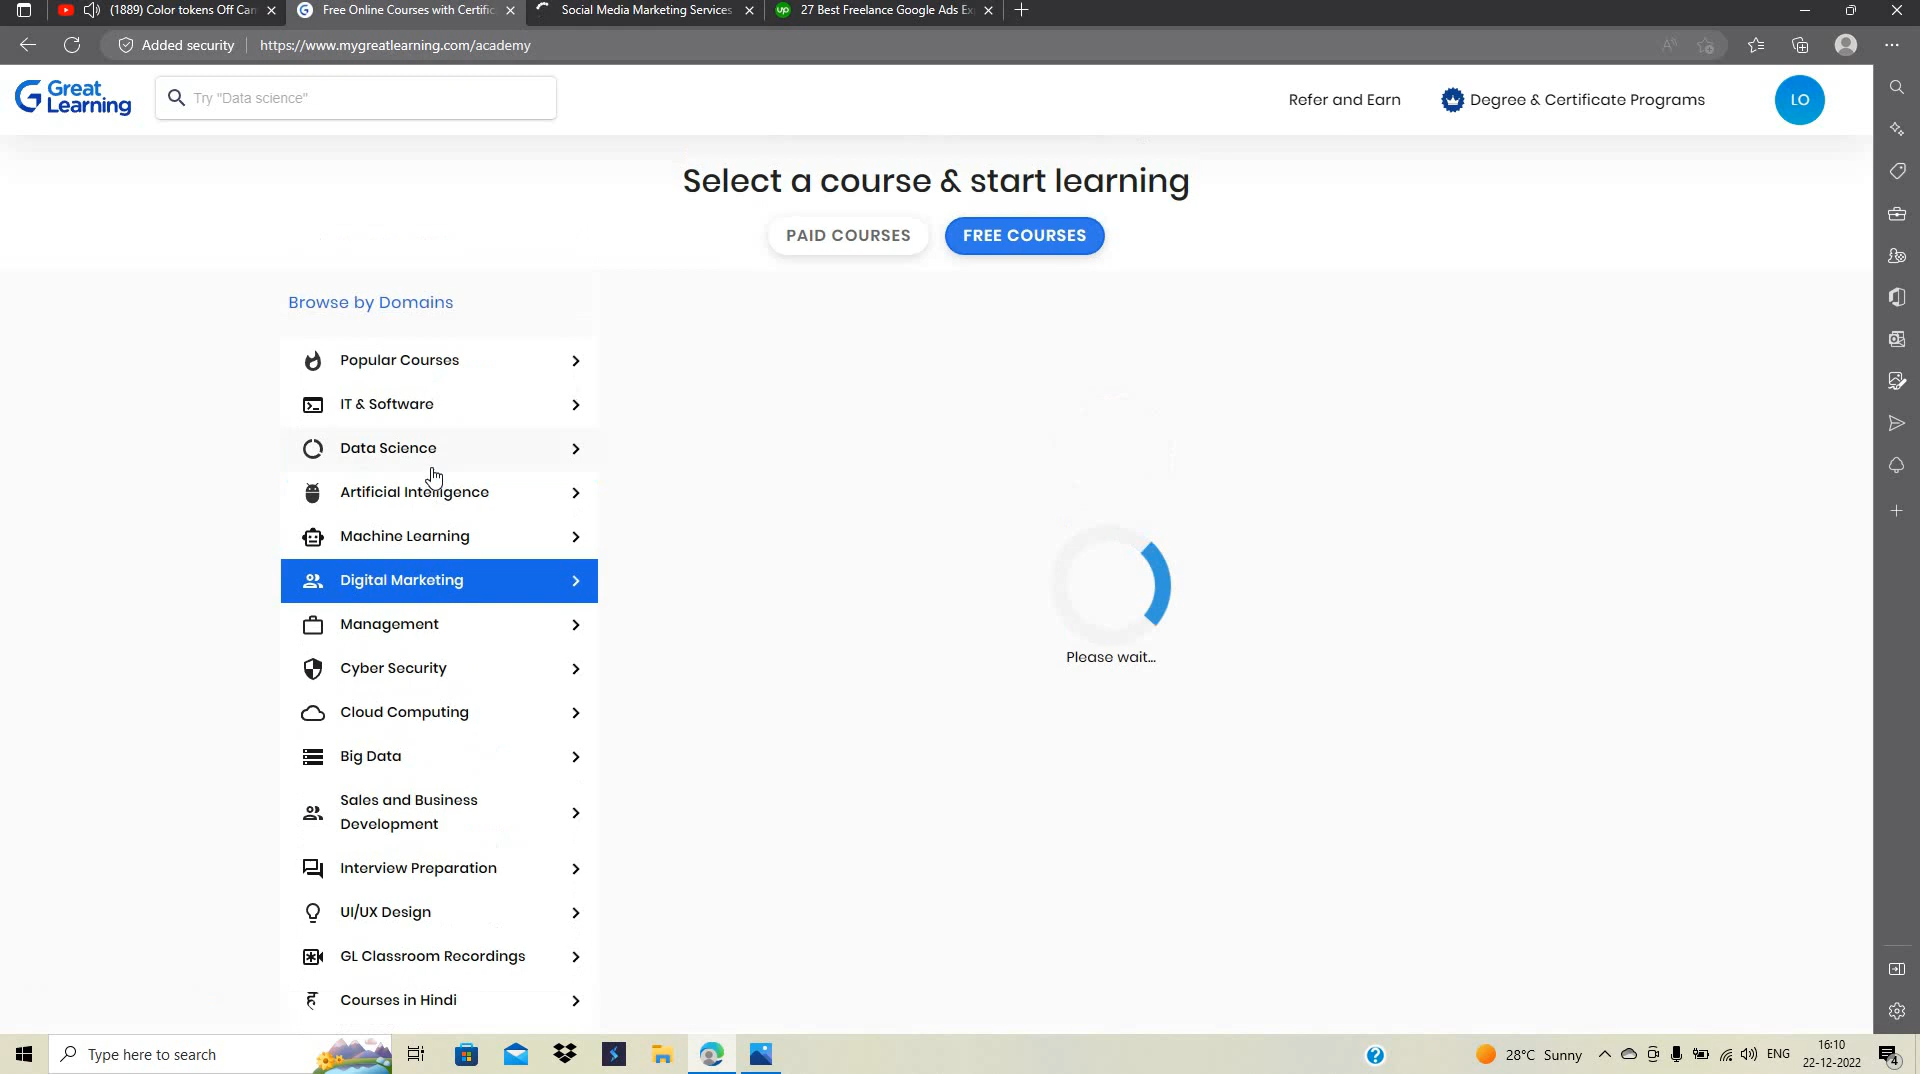 (1889) Color tokens Off Cam
Free Online Courses with Certific
Social Media Marketing Services
up
27 Best Freelance Google Ads Ex
Added security
https://www.mygreatlearning.com/academy
Great
Learning
Try "Data science"
Refer and Earn
Degree & Certificate Programs
LO
Select a course & start learning
PAID COURSES
FREE COURSES
Browse by Domains
Popular Courses
IT & Software
Data Science
Artificial Intelligence
Machine Learning
Digital Marketing
Management
Cyber Security
Cloud Computing
Big Data
Sales and Business
Development
Interview Preparation
UI/UX Design
GL Classroom Recordings
Courses in Hindi
Please wait...
Type here to search
28°C Sunny
ENG
16:10
22-12-2022
4